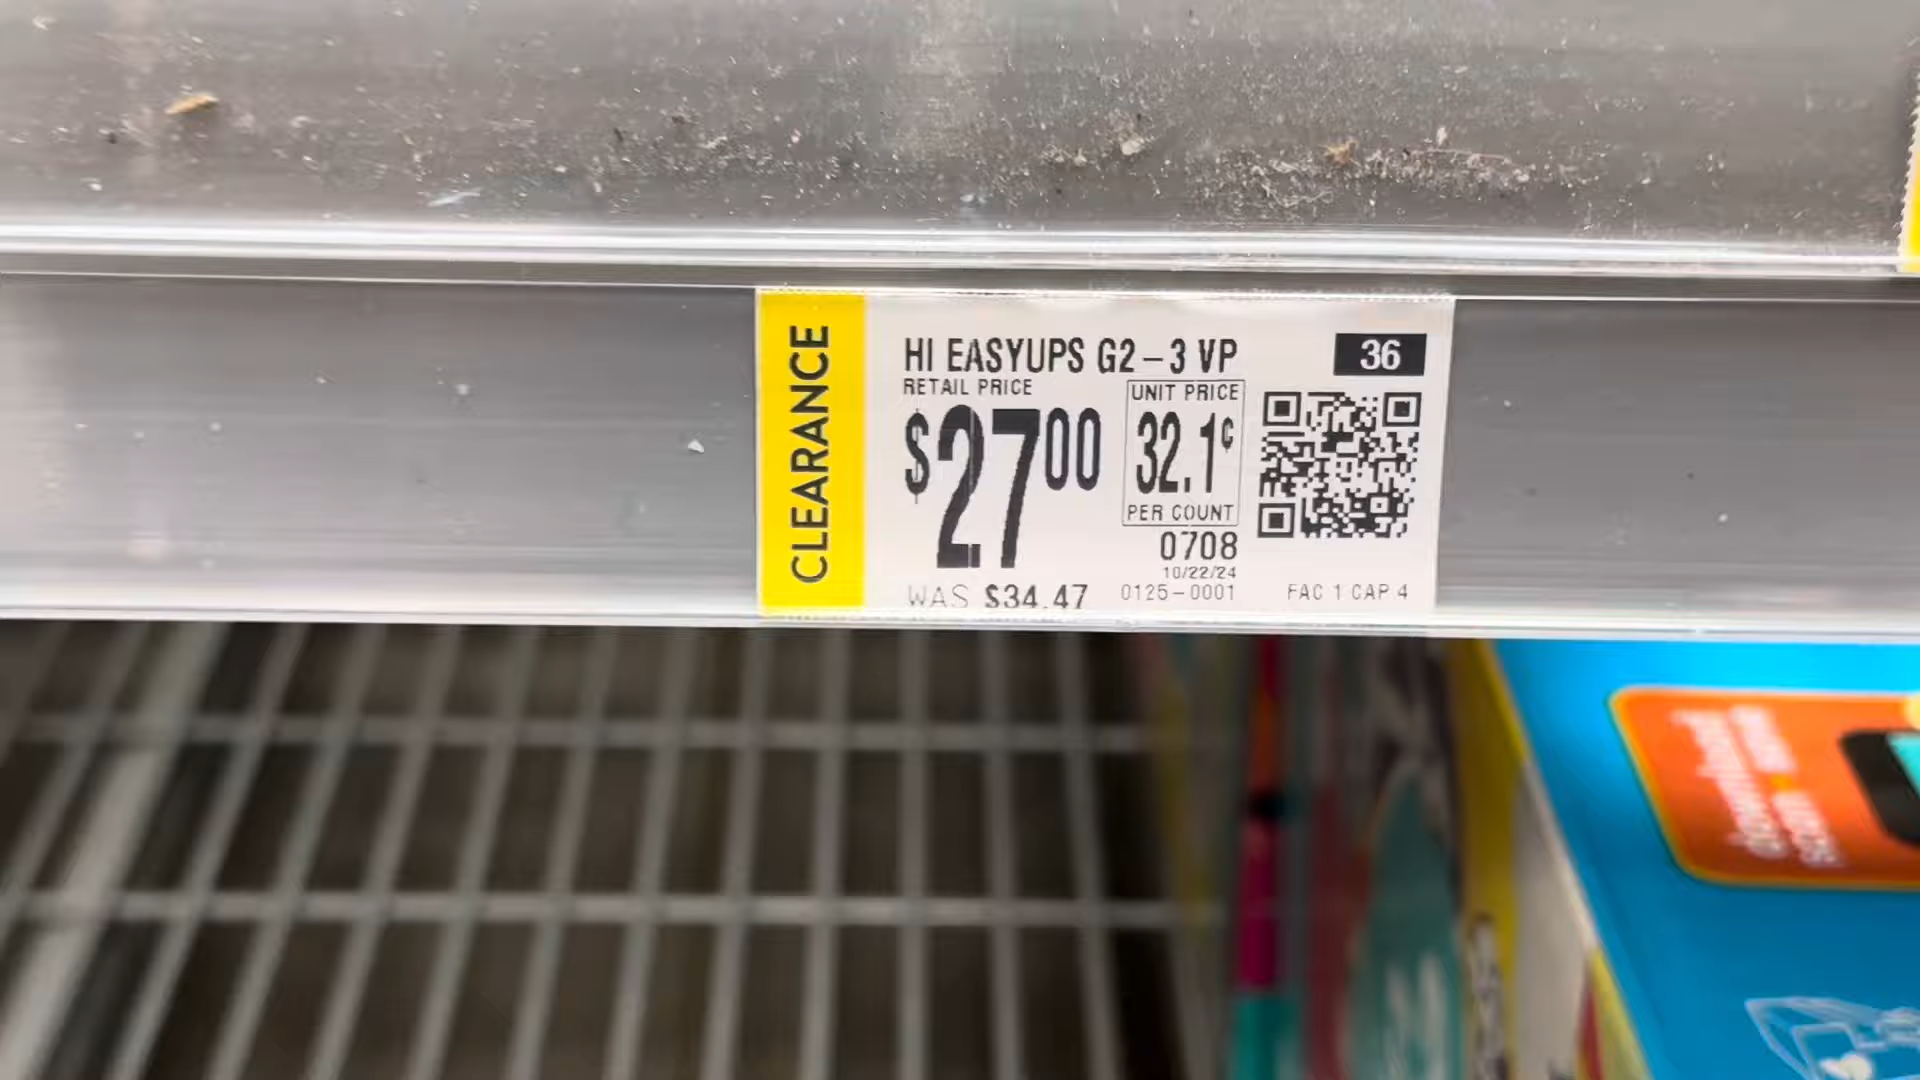 CLEARANCE
HI EASYUPS G2-3 VP
36
RETAIL PRICE
$27.00
UNIT PRICE
32.1¢
PER COUNT
0708
10/22/24
WAS $34.47
0125-0001
FAC 1 CAP 4